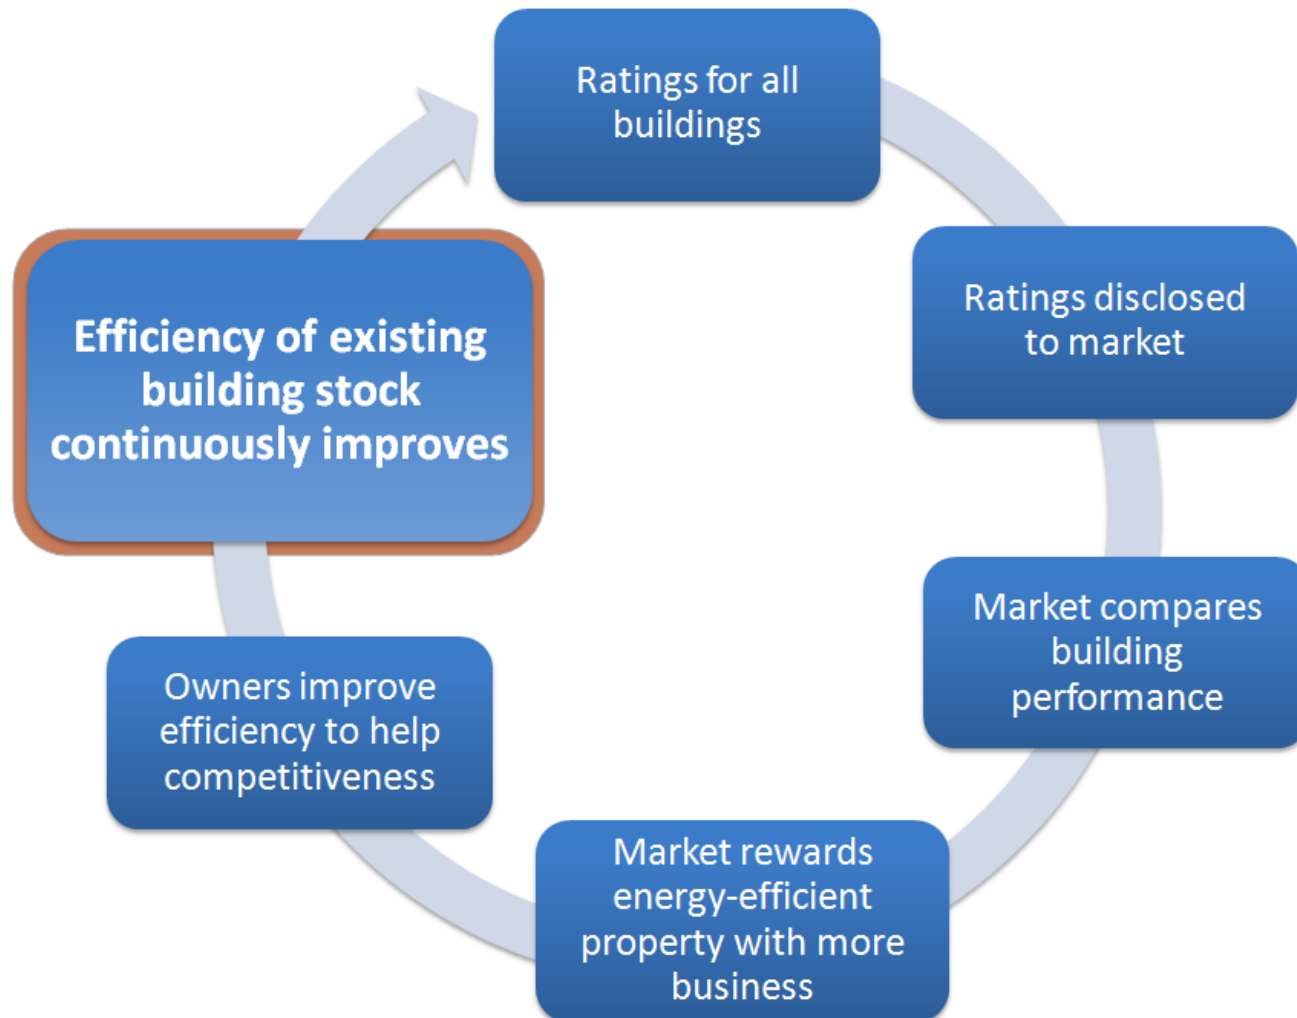 Ratings for all
buildings
Ratings disclosed
to market
Market compares
building
performance
Market rewards
energy-efficient
property with more
business
Owners improve
efficiency to help
competitiveness
Efficiency of existing
building stock
continuously improves